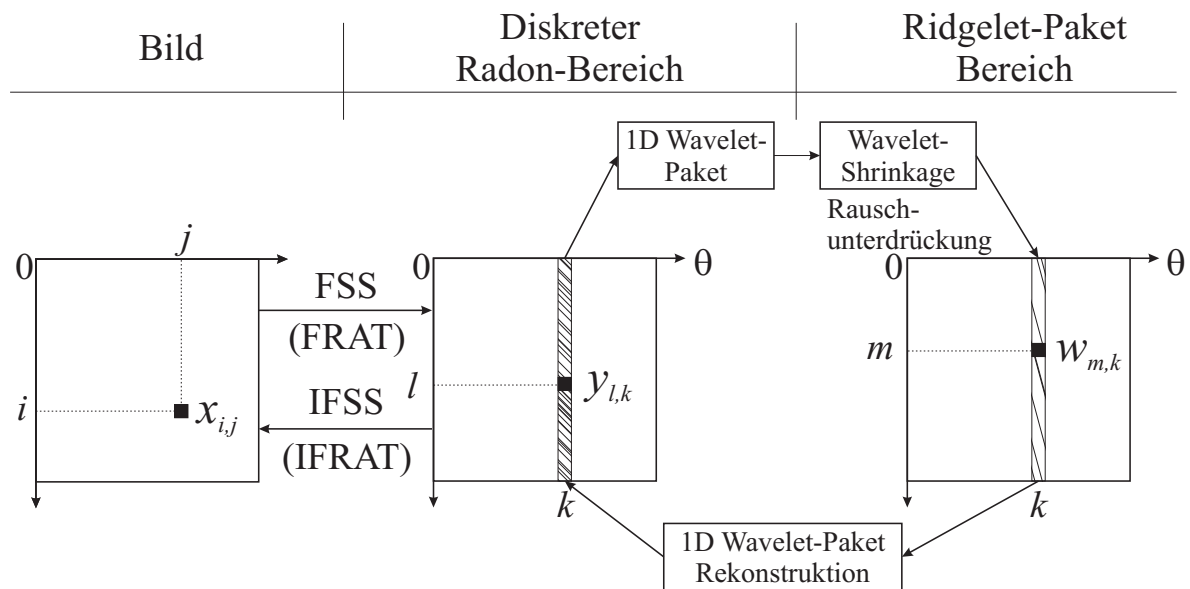 Bild
Diskreter
Radon-Bereich
Ridgelet-Paket
Bereich
1D Wavelet-
Paket
Wavelet-
Shrinkage
Rausch-
unterdrückung
0
j
i
x_{i,j}
FSS
(FRAT)
IFSS
(IFRAT)
0
θ
l
y_{l,k}
k
0
θ
m
w_{m,k}
k
1D Wavelet-Paket
Rekonstruktion